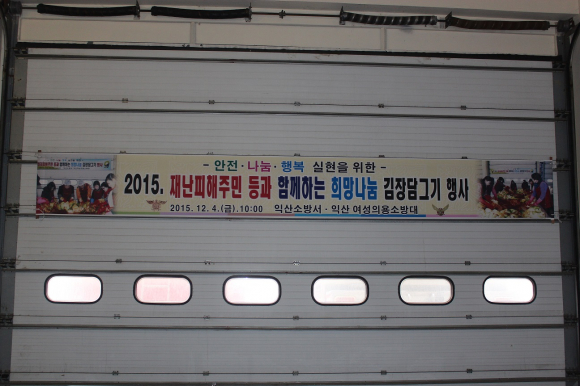 - 안전·나눔·행복 실현을 위한 -
2015. 재난피해주민 등과 함께하는 희망나눔 김장담그기 행사
2015. 12. 4.(금).10:00 익산소방서·익산 여성의용소방대